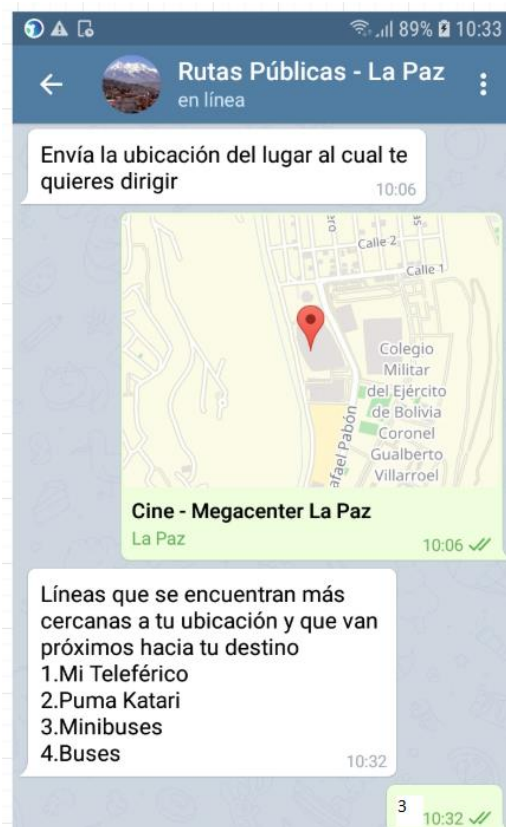 89% 10:33
Rutas Públicas - La Paz
en línea
Envía la ubicación del lugar al cual te
quieres dirigir
10:06
Calle 2
Calle 1
Colegio
Militar
del Ejército
de Bolivia
Coronel
Gualberto
Villarroel
afael Pabón
Cine - Megacenter La Paz
La Paz
10:06
Líneas que se encuentran más
cercanas a tu ubicación y que van
próximos hacia tu destino
1.Mi Teleférico
2.Puma Katari
3.Minibuses
4.Buses
10:32
3
10:32